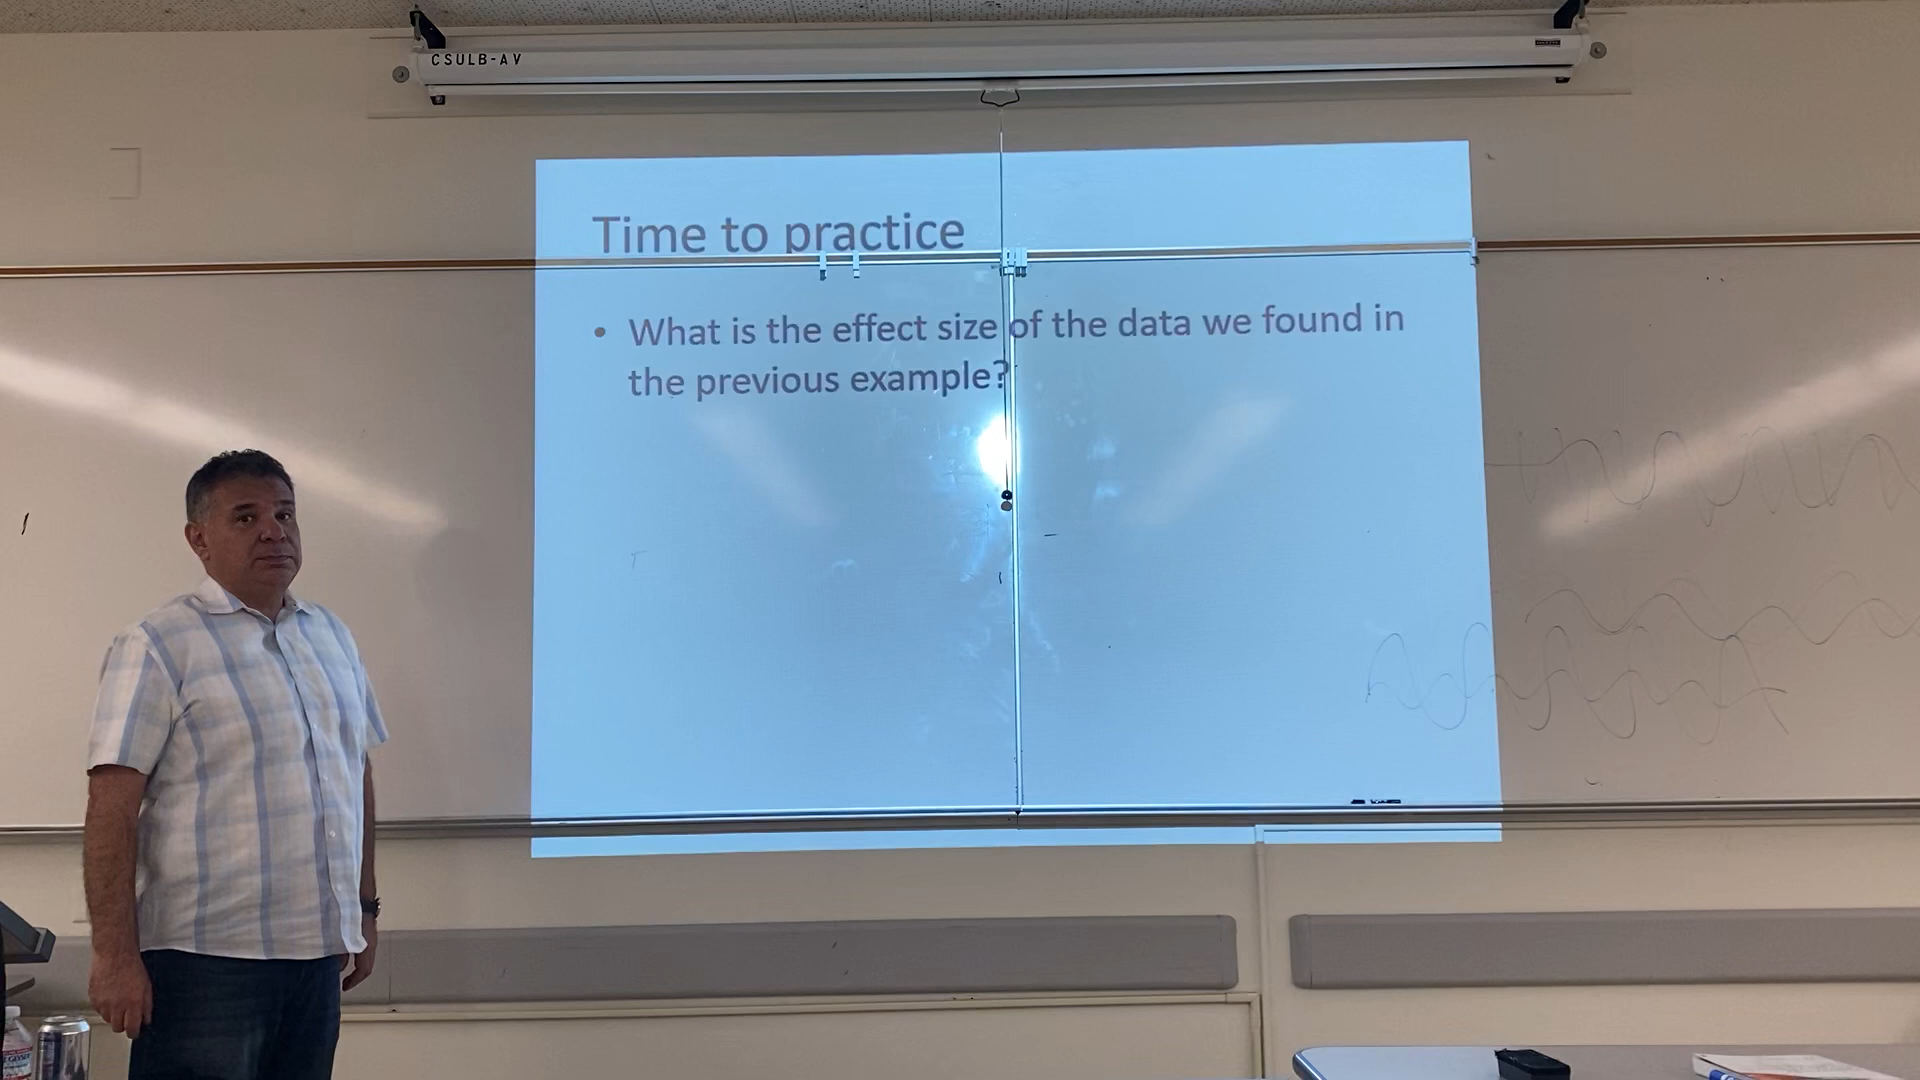 CSULB-AV
Time to practice
• What is the effect size of the data we found in
the previous example?